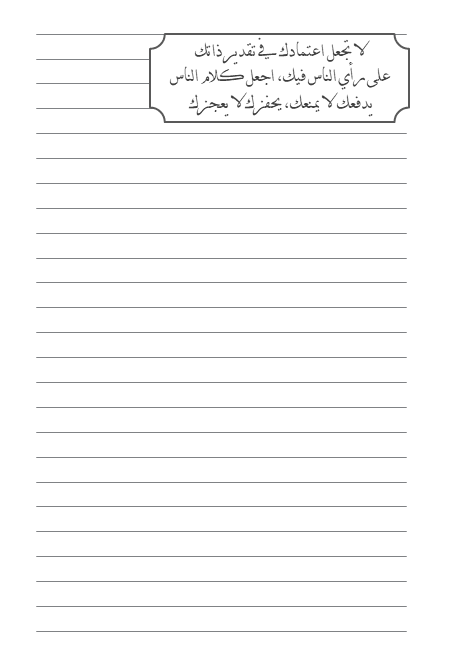 لا تجعل اعتمادك في تقدير ذاتك
على رأي الناس فيك، اجعل كلام الناس
يدفعك لا يمنعك، يحفزك لا يعجزك